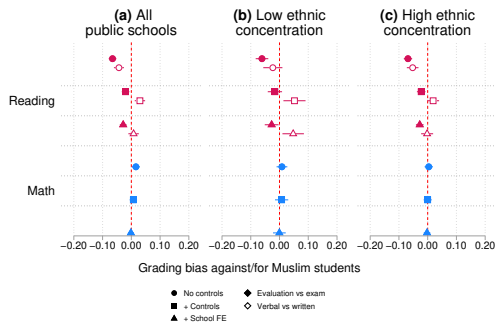 (a) All
public schools
(b) Low ethnic
concentration
(c) High ethnic
concentration
Reading
Math
−0.20 −0.10 0.00 0.10 0.20
−0.20 −0.10 0.00 0.10 0.20
−0.20 −0.10 0.00 0.10 0.20
Grading bias against/for Muslim students
No controls
+ Controls
+ School FE
Evaluation vs exam
Verbal vs written